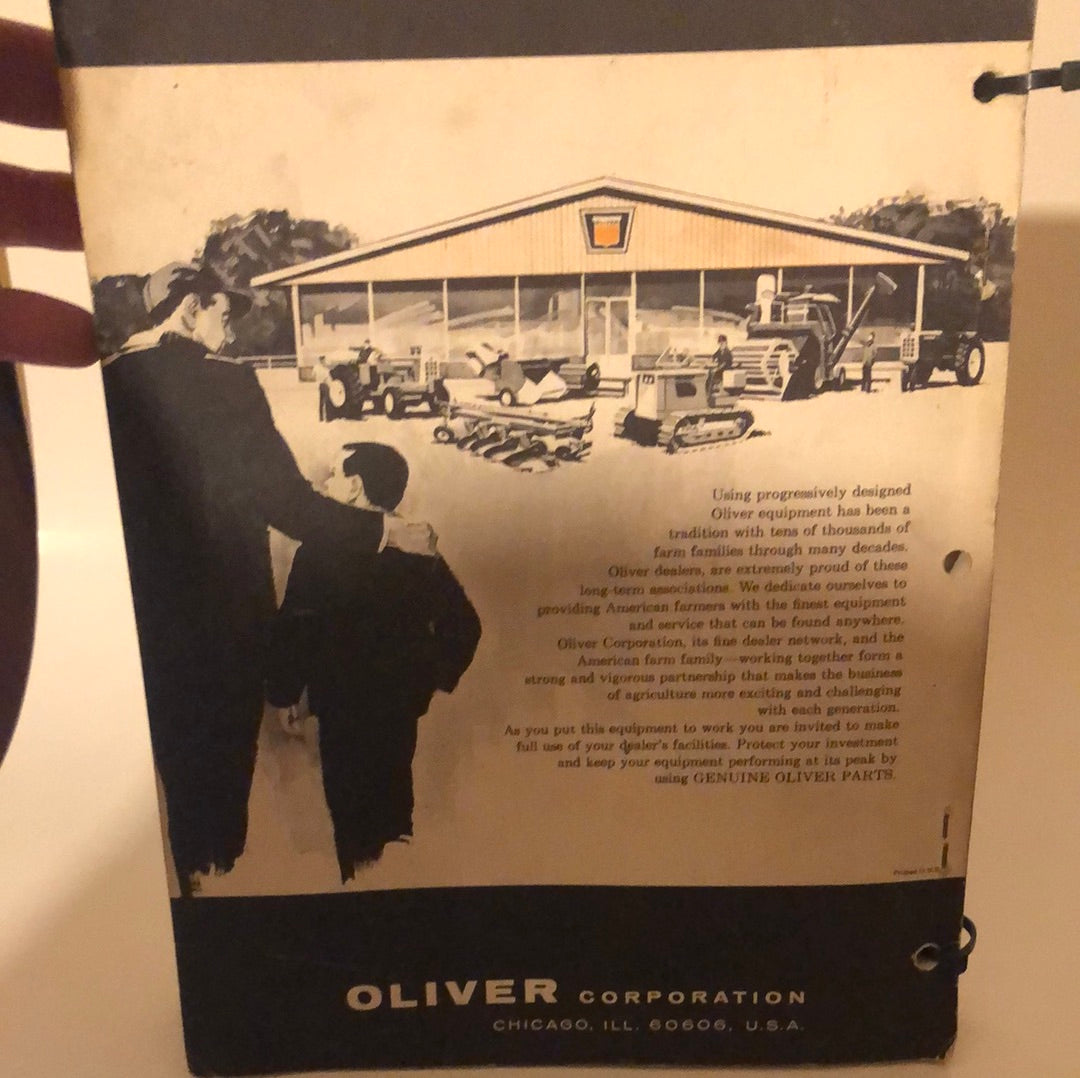 Using progressively designed
Oliver equipment has been a
tradition with tens of thousands of
farm families through many decades.
Oliver dealers, are extremely proud of these
long-term associations. We dedicate ourselves to
providing American farmers with the finest equipment
and service that can be found anywhere.
Oliver Corporation, its fine dealer network, and the
American farm family—working together form a
strong and vigorous partnership that makes the business
of agriculture more exciting and challenging
with each generation.
As you put this equipment to work you are invited to make
full use of your dealer's facilities. Protect your investment
and keep your equipment performing at its peak by
using GENUINE OLIVER PARTS.
OLIVER CORPORATION
CHICAGO, ILL. 60606, U.S.A.